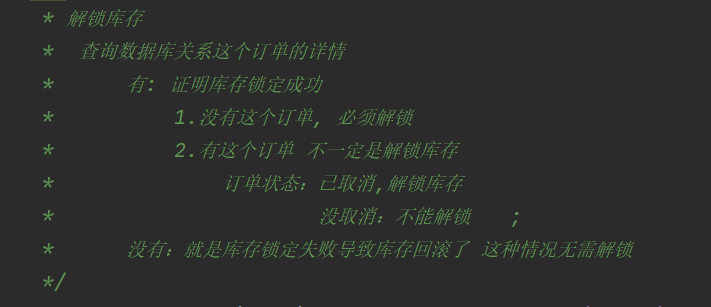 * 解锁库存
* 查询数据库关系这个订单的详情
* 有: 证明库存锁定成功
* 1.没有这个订单, 必须解锁
* 2.有这个订单 不一定是解锁库存
* 订单状态：已取消,解锁库存
* 没取消：不能解锁 ;
* 没有：就是库存锁定失败导致库存回滚了 这种情况无需解锁
*/